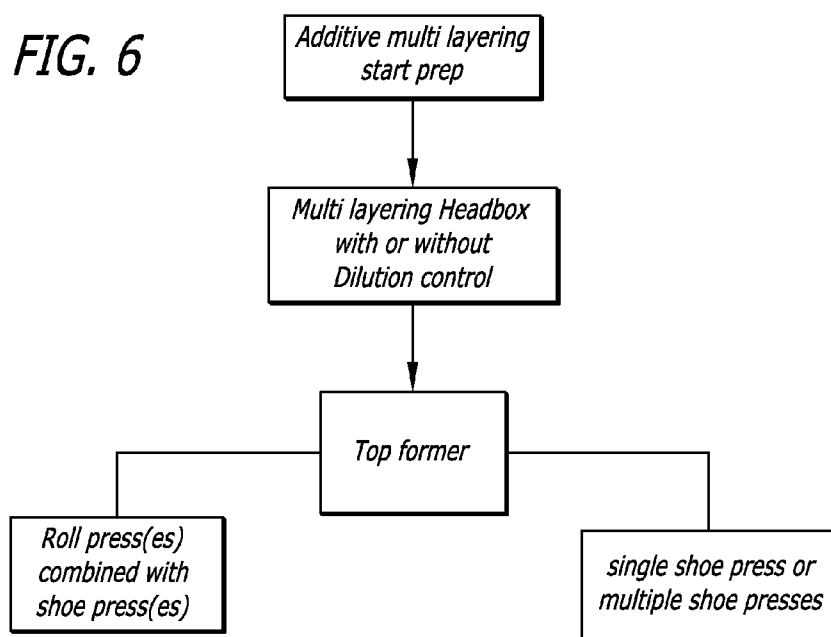 FIG. 6
Additive multi layering
start prep
Multi layering Headbox
with or without
Dilution control
Top former
Roll press(es)
combined with
shoe press(es)
single shoe press or
multiple shoe presses